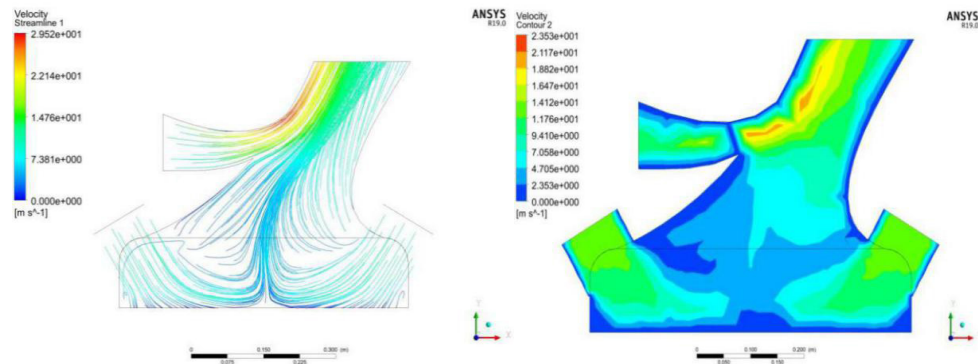 Velocity
Streamline 1
2.952e+001
2.214e+001
1.476e+001
7.381e+000
0.000e+000
[m s^-1]
ANSYS
R19.0
0 0.150 0.300 (m)
0.075 0.225
X
Velocity
Contour 2
2.353e+001
2.117e+001
1.882e+001
1.647e+001
1.412e+001
1.176e+001
9.410e+000
7.058e+000
4.705e+000
2.353e+000
0.000e+000
[m s^-1]
ANSYS
R19.0
0 0.100 0.200 (m)
0.050 0.150